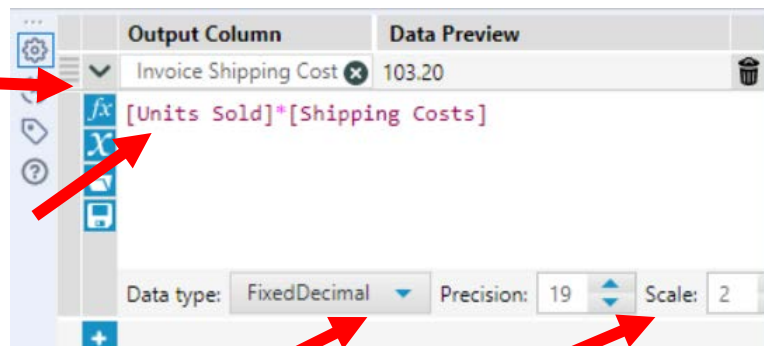 Output Column Data Preview
Invoice Shipping Cost 103.20
fx [Units Sold]*[Shipping Costs]
x
Data type: FixedDecimal Precision: 19 Scale: 2